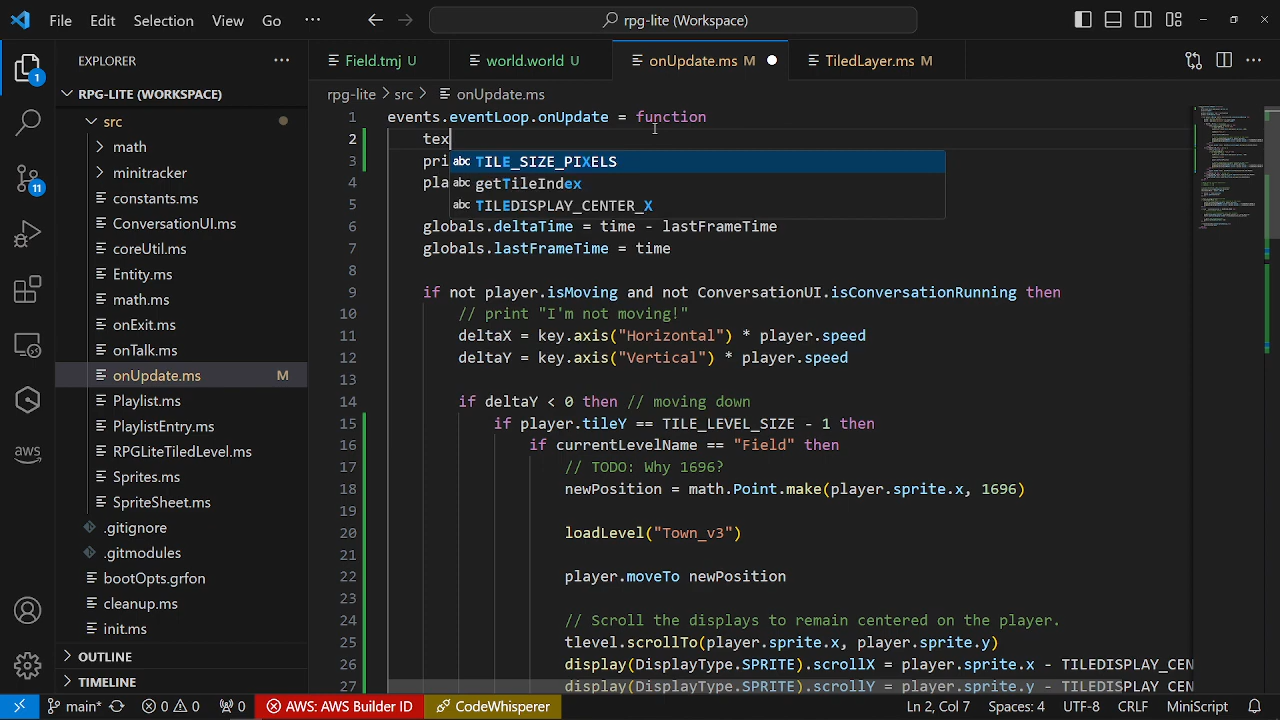 File Edit Selection View Go ··· rpg-lite (Workspace)
1
11
aws
EXPLORER ···
RPG-LITE (WORKSPACE)
src
math
minitracker
constants.ms
ConversationUI.ms
coreUtil.ms
Entity.ms
math.ms
onExit.ms
onTalk.ms
onUpdate.ms M
Playlist.ms
PlaylistEntry.ms
RPGLiteTiledLevel.ms
Sprites.ms
SpriteSheet.ms
.gitignore
.gitmodules
bootOpts.grfon
cleanup.ms
init.ms
OUTLINE
TIMELINE
Field.tmj U world.world U onUpdate.ms M TiledLayer.ms M ···
rpg-lite > src > onUpdate.ms
1 events.eventLoop.onUpdate = function
2 tex
3 pri abc TILE_SIZE_PIXELS
4 pla abc getTileIndex
5 abc TILEDISPLAY_CENTER_X
6 globals.deltaTime = time - lastFrameTime
7 globals.lastFrameTime = time
8
9 if not player.isMoving and not ConversationUI.isConversationRunning then
10 // print "I'm not moving!"
11 deltaX = key.axis("Horizontal") * player.speed
12 deltaY = key.axis("Vertical") * player.speed
13
14 if deltaY < 0 then // moving down
15 if player.tileY == TILE_LEVEL_SIZE - 1 then
16 if currentLevelName == "Field" then
17 // TODO: Why 1696?
18 newPosition = math.Point.make(player.sprite.x, 1696)
19
20 loadLevel("Town_v3")
21
22 player.moveTo newPosition
23
24 // Scroll the displays to remain centered on the player.
25 tlevel.scrollTo(player.sprite.x, player.sprite.y)
26 display(DisplayType.SPRITE).scrollX = player.sprite.x - TILEDISPLAY_CEN
27 display(DisplayType.SPRITE).scrollY = player.sprite.y - TILEDISPLAY_CEN
main* 0 0 0 AWS: AWS Builder ID CodeWhisperer Ln 2, Col 7 Spaces: 4 UTF-8 CRLF MiniScript